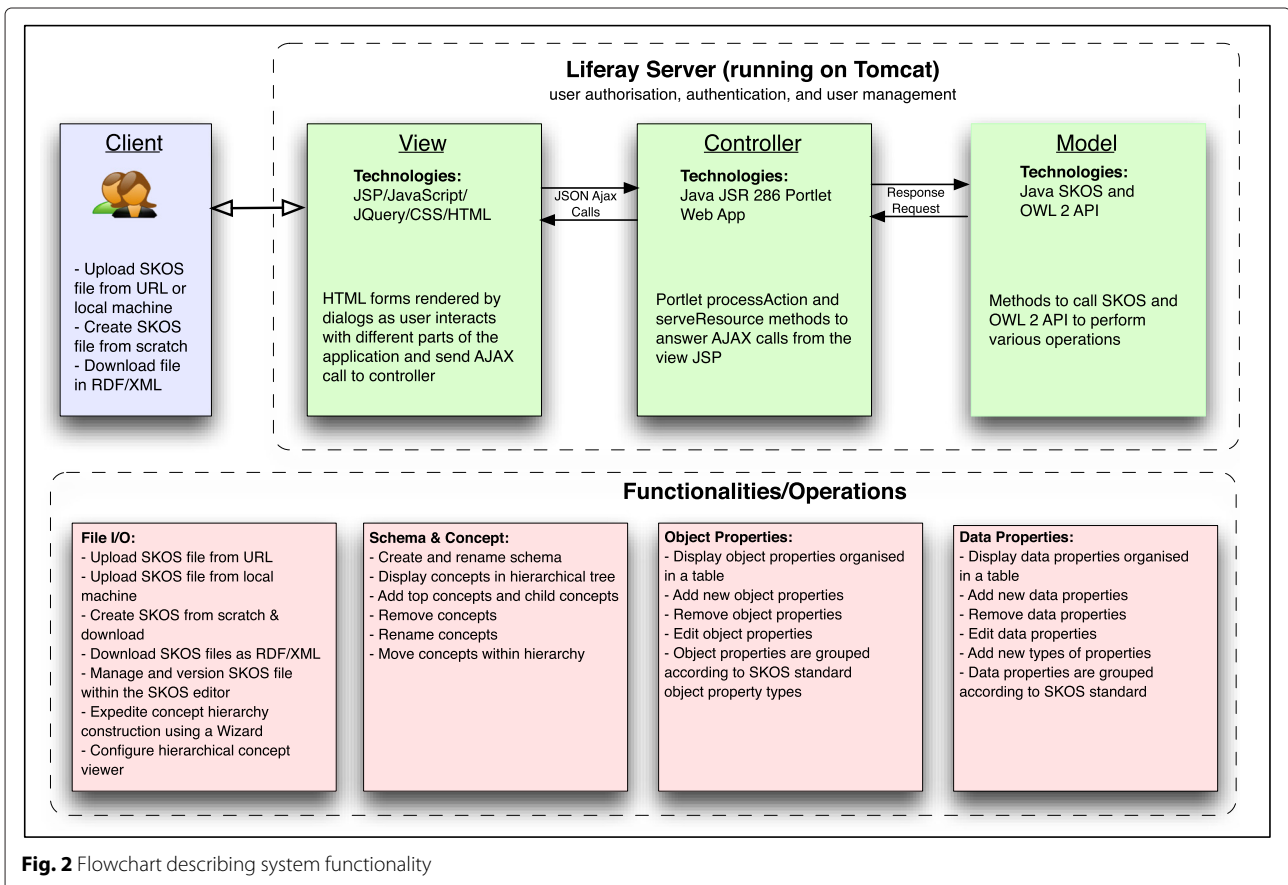 Liferay Server (running on Tomcat)
user authorisation, authentication, and user management
Client
- Upload SKOS
file from URL or
local machine
- Create SKOS
file from scratch
- Download file
in RDF/XML
View
Technologies:
JSP/JavaScript/
JQuery/CSS/HTML
HTML forms rendered by
dialogs as user interacts
with different parts of the
application and send AJAX
call to controller
JSON Ajax
Calls
Controller
Technologies:
Java JSR 286 Portlet
Web App
Portlet processAction and
serveResource methods to
answer AJAX calls from the
view JSP
Response
Request
Model
Technologies:
Java SKOS and
OWL 2 API
Methods to call SKOS and
OWL 2 API to perform
various operations
Functionalities/Operations
File I/O:
- Upload SKOS file from URL
- Upload SKOS file from local
machine
- Create SKOS from scratch &
download
- Download SKOS files as RDF/XML
- Manage and version SKOS file
within the SKOS editor
- Expedite concept hierarchy
construction using a Wizard
- Configure hierarchical concept
viewer
Schema & Concept:
- Create and rename schema
- Display concepts in hierarchical tree
- Add top concepts and child concepts
- Remove concepts
- Rename concepts
- Move concepts within hierarchy
Object Properties:
- Display object properties organised
in a table
- Add new object properties
- Remove object properties
- Edit object properties
- Object properties are grouped
according to SKOS standard
object property types
Data Properties:
- Display data properties organised
in a table
- Add new data properties
- Remove data properties
- Edit data properties
- Add new types of properties
- Data properties are grouped
according to SKOS standard
Fig. 2 Flowchart describing system functionality